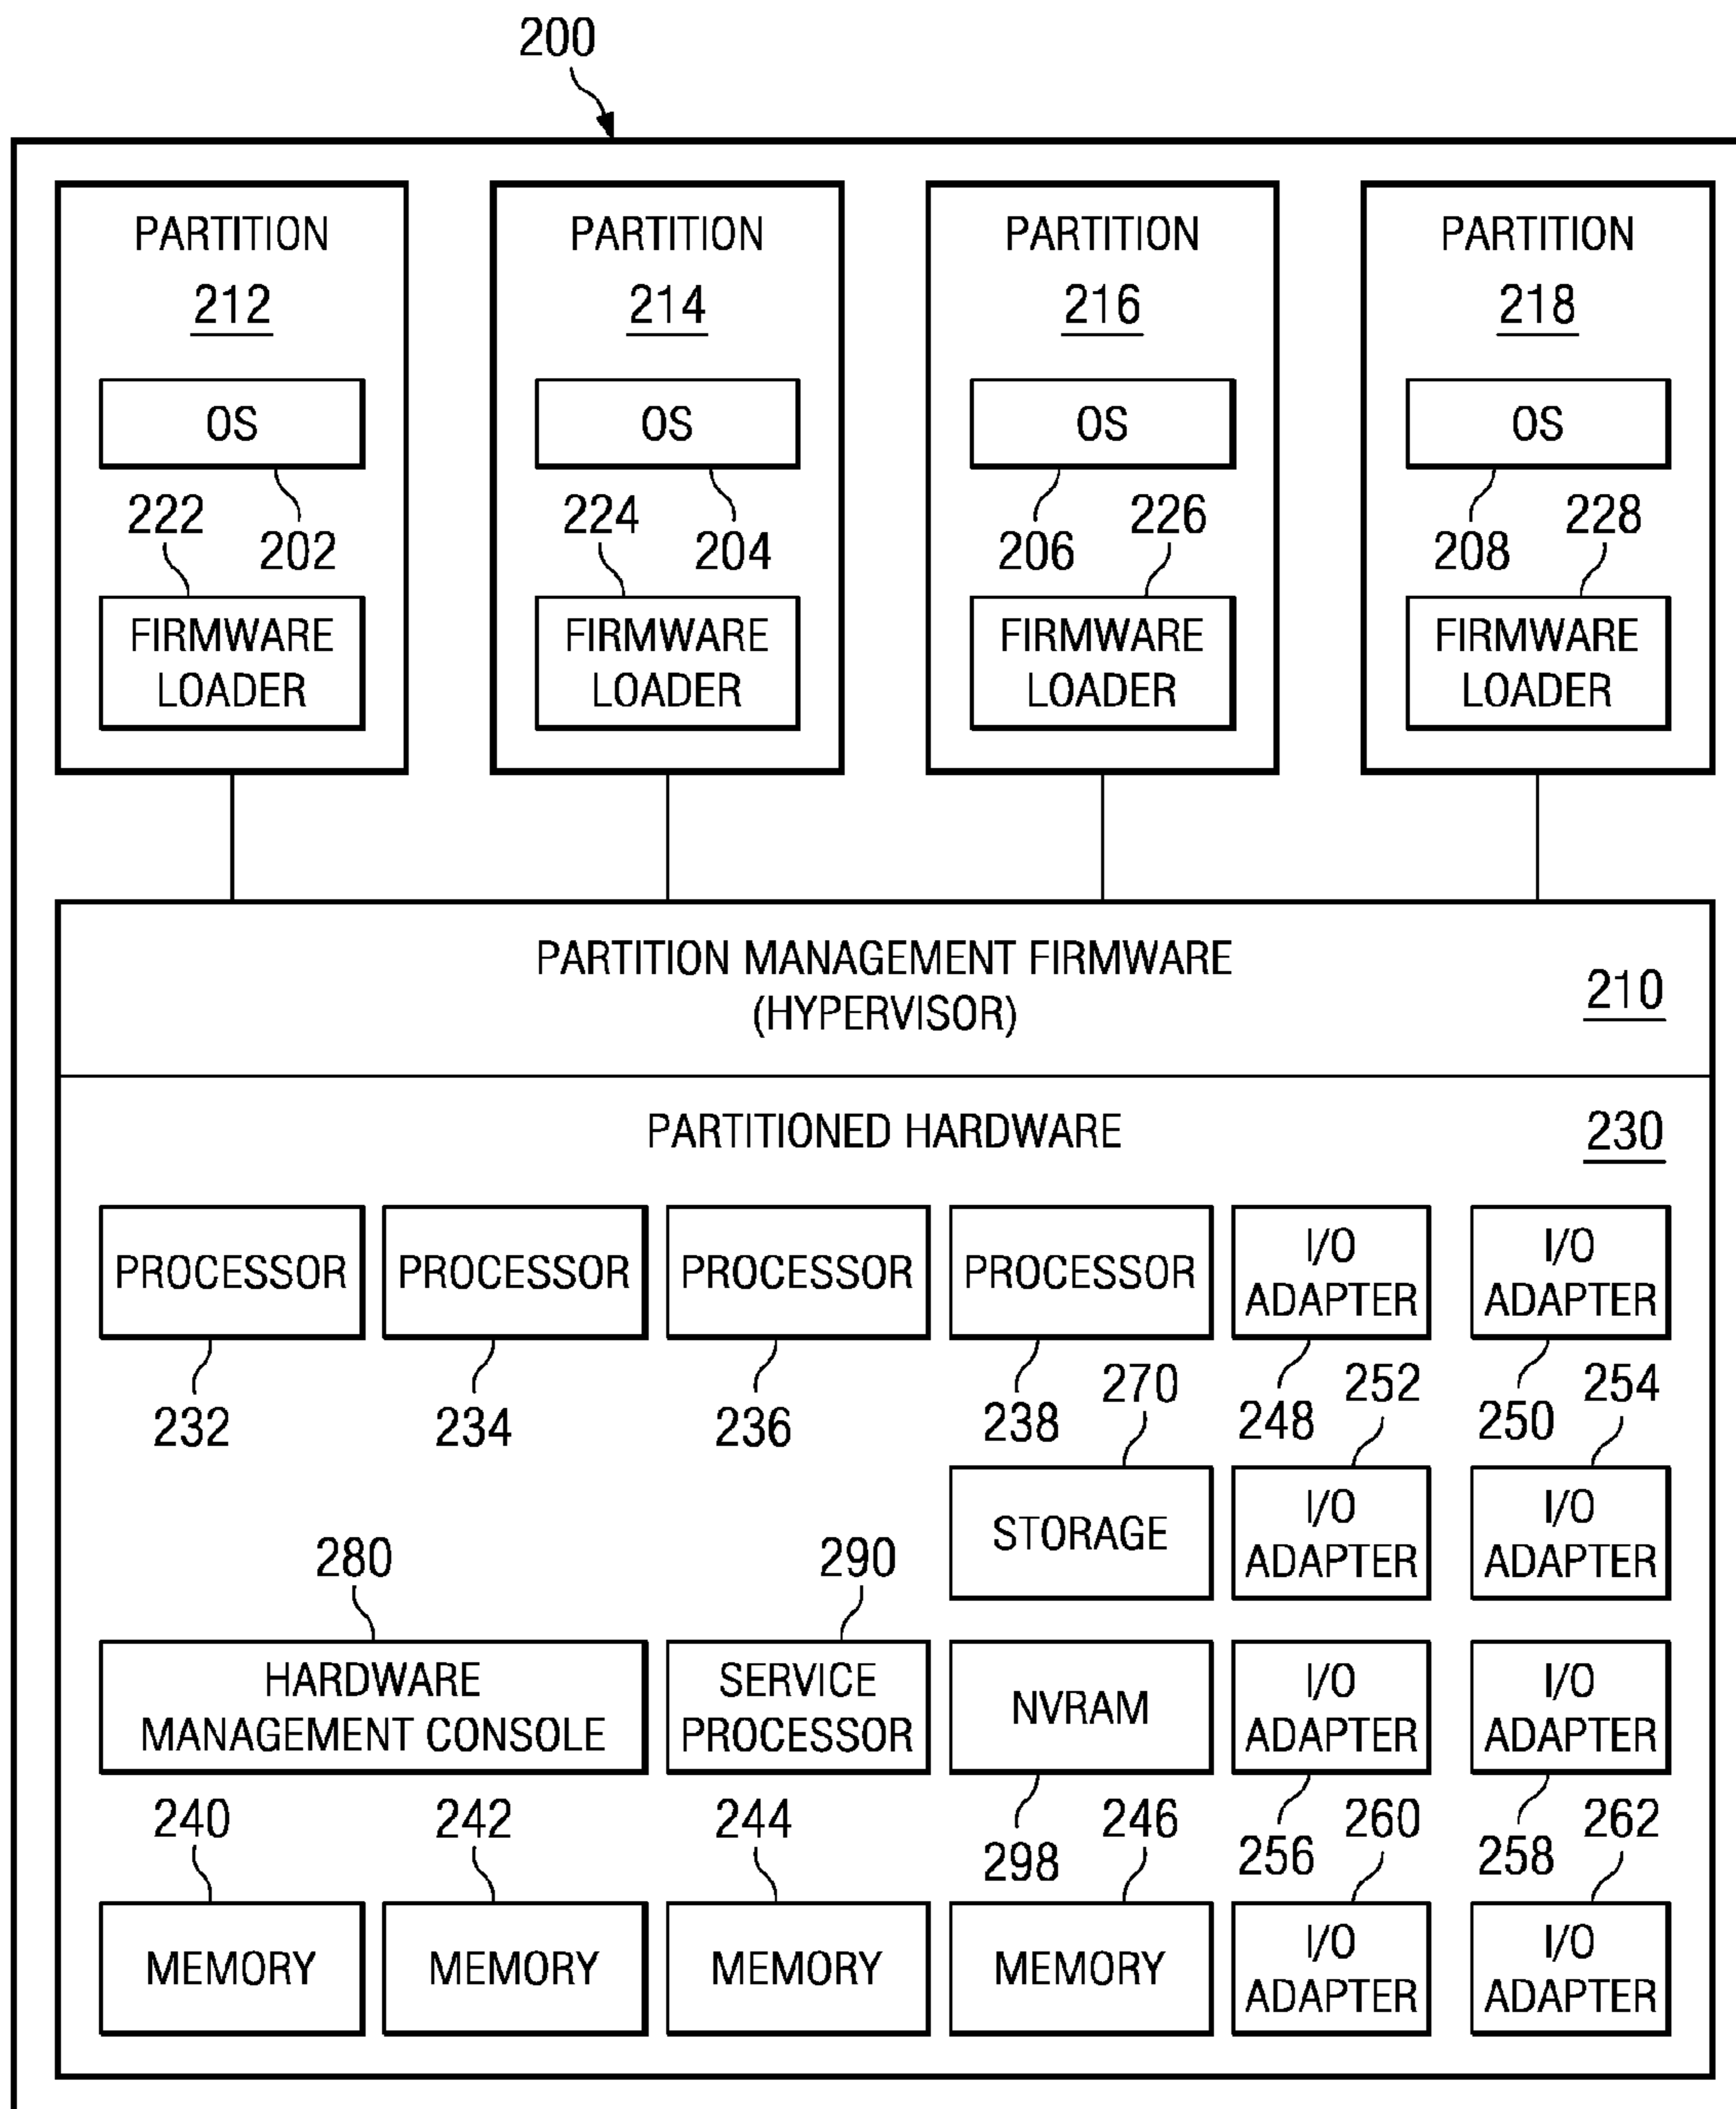 200
PARTITION
212
OS
222
202
FIRMWARE
LOADER
PARTITION
214
OS
224
204
FIRMWARE
LOADER
PARTITION
216
OS
206
226
FIRMWARE
LOADER
PARTITION
218
OS
208
228
FIRMWARE
LOADER
PARTITION MANAGEMENT FIRMWARE
(HYPERVISOR)
210
PARTITIONED HARDWARE
230
PROCESSOR
PROCESSOR
PROCESSOR
PROCESSOR
I/O
ADAPTER
I/O
ADAPTER
232
234
236
238
270
248
252
250
254
STORAGE
I/O
ADAPTER
I/O
ADAPTER
280
290
HARDWARE
MANAGEMENT CONSOLE
SERVICE
PROCESSOR
NVRAM
I/O
ADAPTER
I/O
ADAPTER
240
242
244
298
246
256
260
258
262
MEMORY
MEMORY
MEMORY
MEMORY
I/O
ADAPTER
I/O
ADAPTER